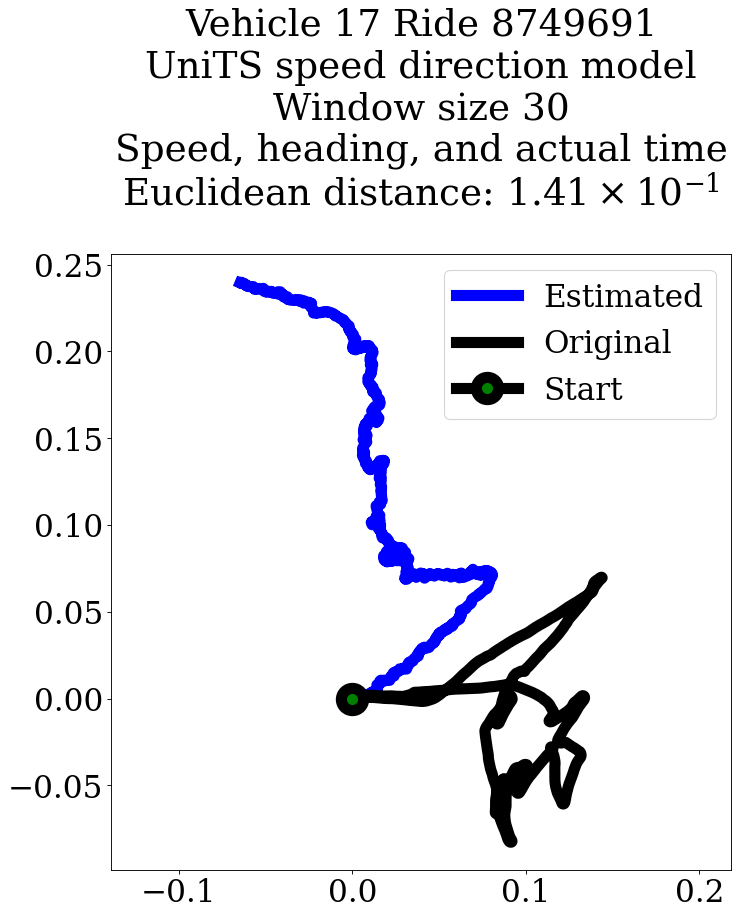 Vehicle 17 Ride 8749691
UniTS speed direction model
Window size 30
Speed, heading, and actual time
Euclidean distance: 1.41 × 10⁻¹
Estimated
Original
Start
0.25
0.20
0.15
0.10
0.05
0.00
−0.05
−0.1
0.0
0.1
0.2